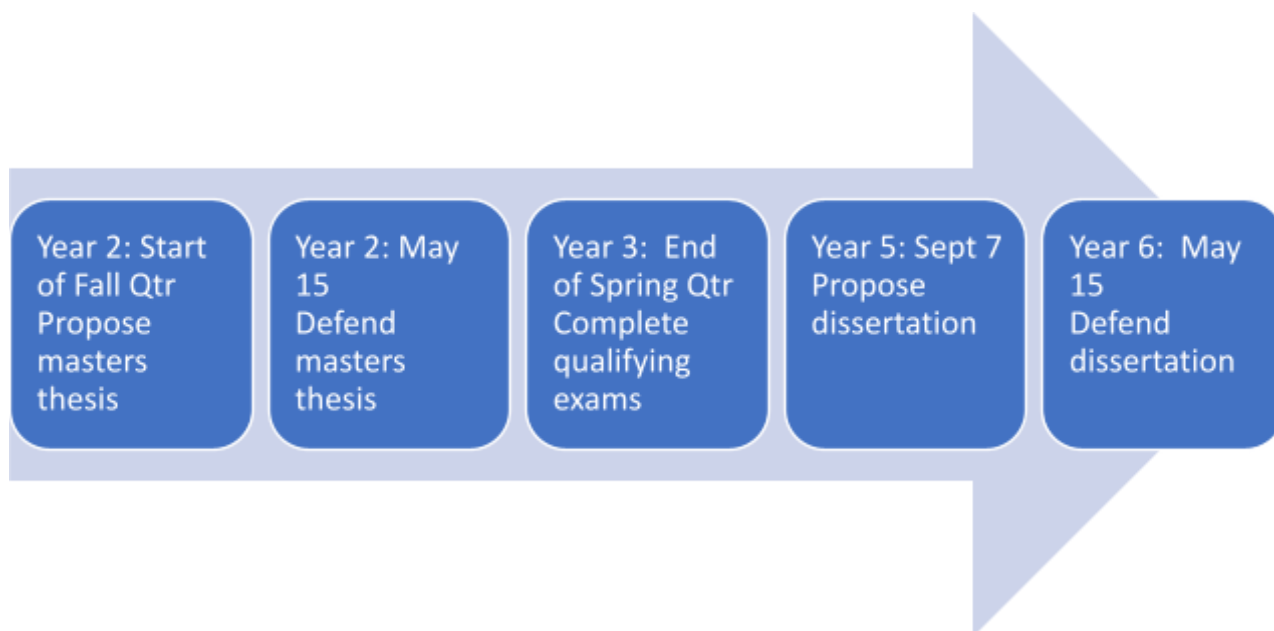 Year 2: Start
of Fall Qtr
Propose
masters
thesis
Year 2: May
15
Defend
masters
thesis
Year 3:  End
of Spring Qtr
Complete
qualifying
exams
Year 5: Sept 7
Propose
dissertation
Year 6:  May
15
Defend
dissertation